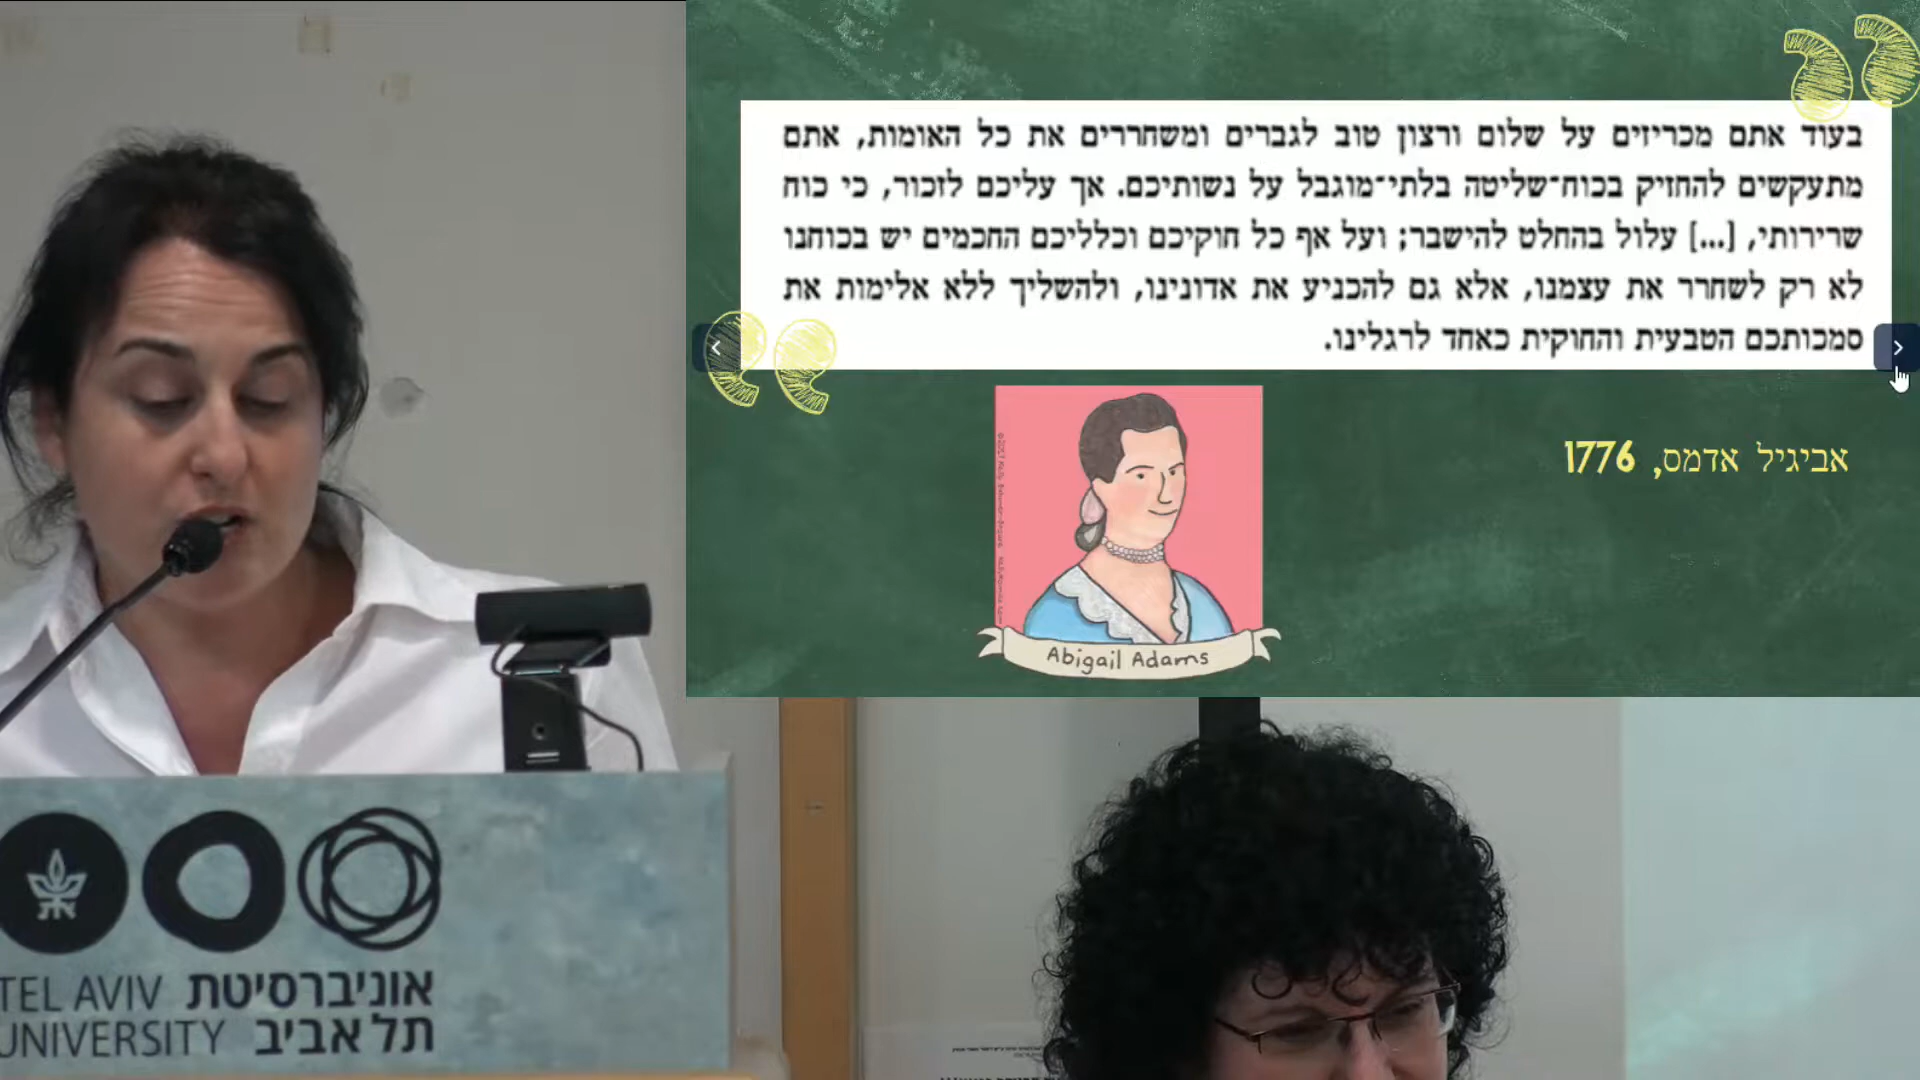 בעוד אתם מכריזים על שלום ורצון טוב לגברים ומשחררים את כל האומות, אתם
מתעקשים להחזיק בכוח־שליטה בלתי־מוגבל על נשותיכם. אך עליכם לזכור, כי כוח
שרירותי, [...] עלול בהחלט להישבר; ועל אף כל חוקיכם וכלליכם החכמים יש בכוחנו
לא רק לשחרר את עצמנו, אלא גם להכניע את אדונינו, ולהשליך ללא אלימות את
סמכותכם הטבעית והחוקית כאחד לרגלינו.
אביגיל אדמס, 1776
Abigail Adams
TEL AVIV אוניברסיטת
UNIVERSITY תל אביב